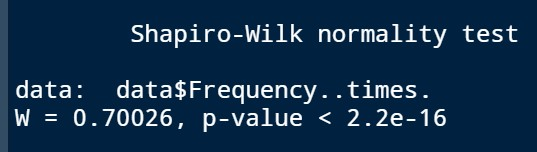 Shapiro-Wilk normality test
data:  data$Frequency..times.
W = 0.70026, p-value < 2.2e-16